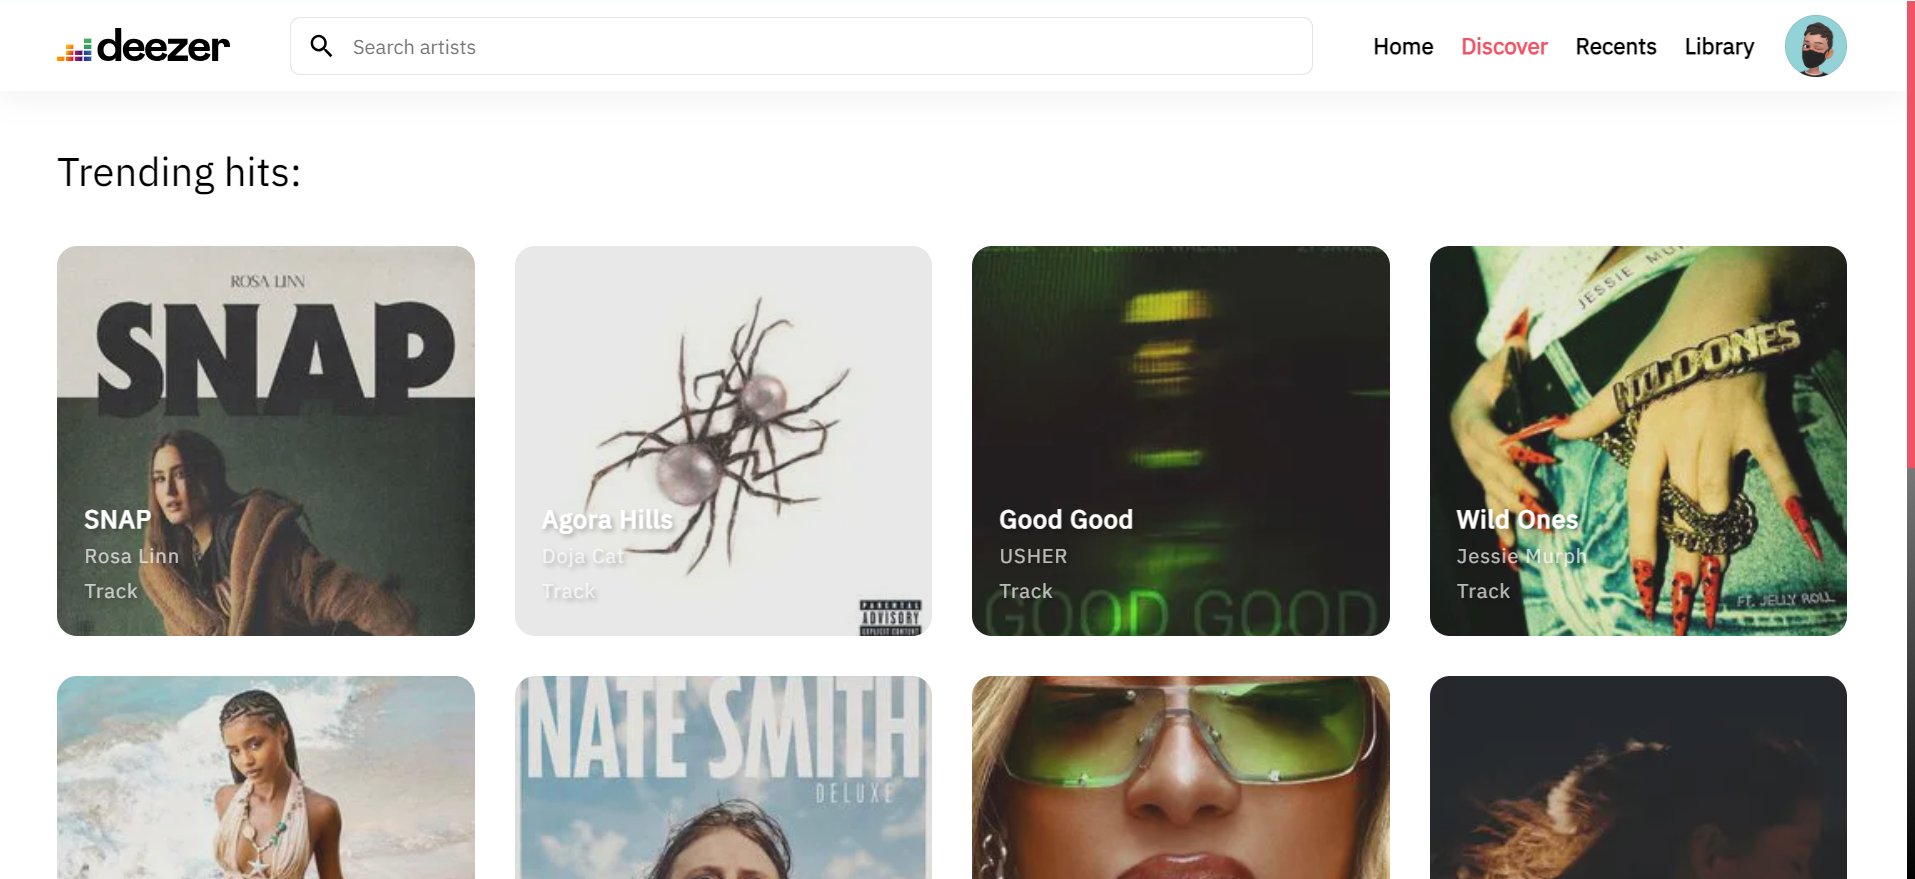 deezer
Search artists
Home
Discover
Recents
Library
Trending hits:
ROSA LINN
SNAP
SNAP
Rosa Linn
Track
Agora Hills
Doja Cat
Track
PARENTAL
ADVISORY
EXPLICIT CONTENT
Good Good
USHER
Track
GOOD GOOD
JESSIE
WILD ONES
Wild Ones
Jessie Murph
Track
FT. JELLY ROLL
NATE SMITH
DELUXE